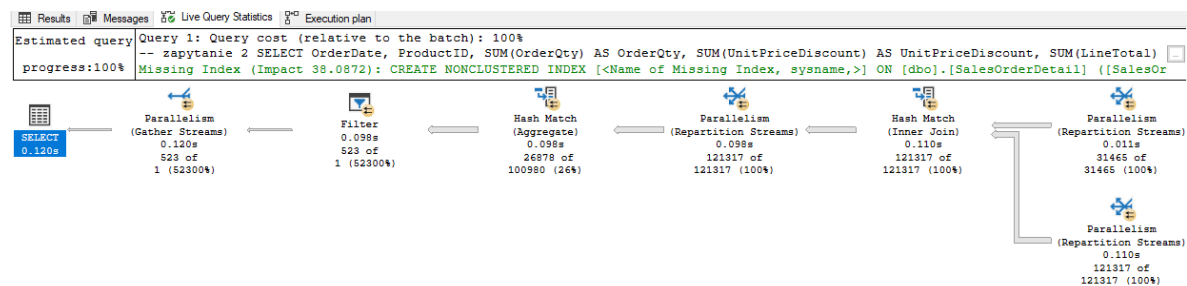 Results Messages Live Query Statistics Execution plan
Estimated query progress:100%
Query 1: Query cost (relative to the batch): 100%
-- zapytanie 2 SELECT OrderDate, ProductID, SUM(OrderQty) AS OrderQty, SUM(UnitPriceDiscount) AS UnitPriceDiscount, SUM(LineTotal) ...
Missing Index (Impact 38.0872): CREATE NONCLUSTERED INDEX [<Name of Missing Index, sysname,>] ON [dbo].[SalesOrderDetail] ([SalesOr
SELECT
0.120s
Parallelism
(Gather Streams)
0.120s
523 of
1 (52300%)
Filter
0.098s
523 of
1 (52300%)
Hash Match
(Aggregate)
0.098s
26878 of
100980 (26%)
Parallelism
(Repartition Streams)
0.098s
121317 of
121317 (100%)
Hash Match
(Inner Join)
0.110s
121317 of
121317 (100%)
Parallelism
(Repartition Streams)
0.011s
31465 of
31465 (100%)
Parallelism
(Repartition Streams)
0.110s
121317 of
121317 (100%)